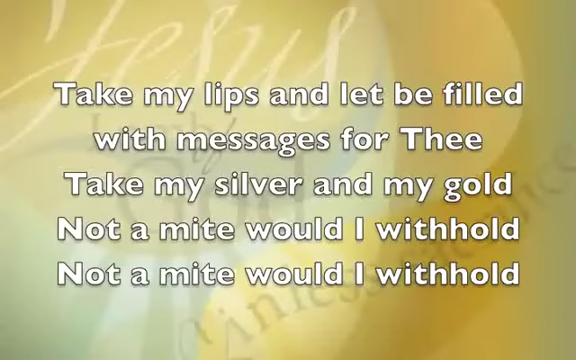 Jesus
Take my lips and let be filled
with messages for Thee
Take my silver and my gold
Not a mite would I withhold
Not a mite would I withhold